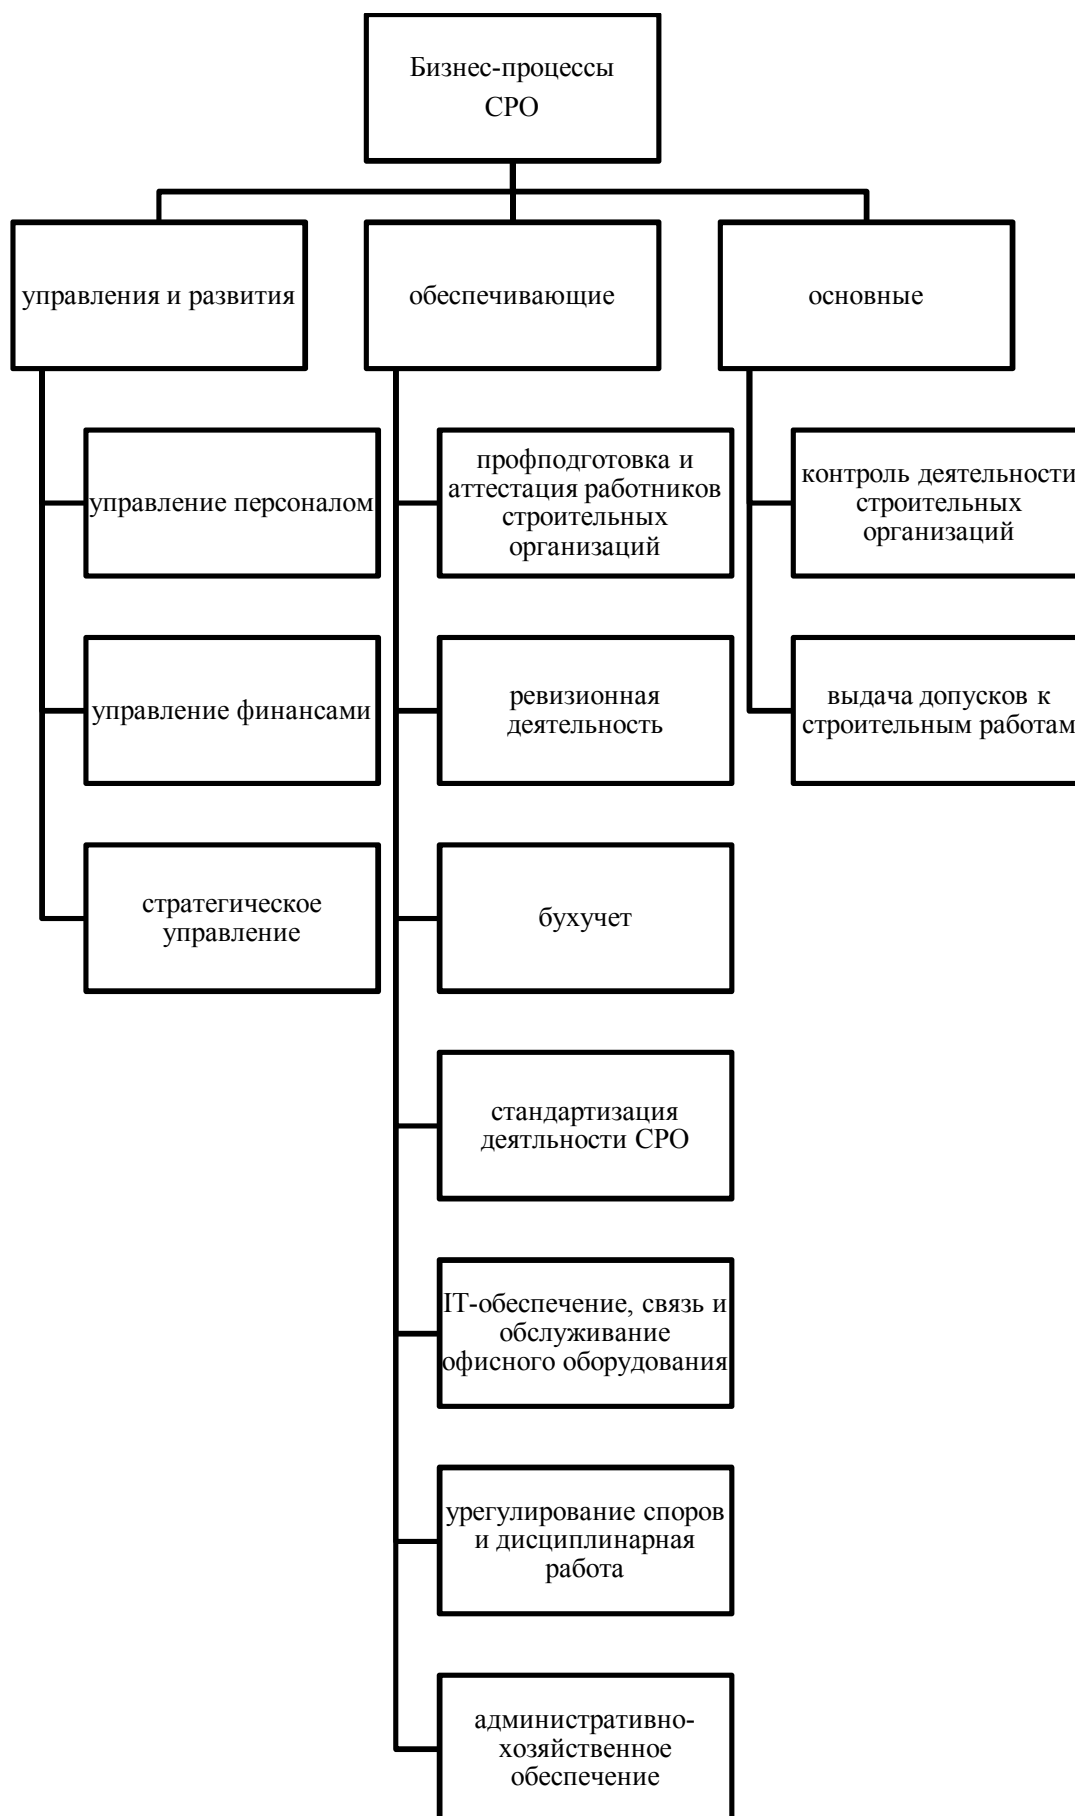 Бизнес-процессы
СРО
управления и развития
обеспечивающие
основные
управление персоналом
управление финансами
стратегическое
управление
профподготовка и
аттестация работников
строительных
организаций
ревизионная
деятельность
бухучет
стандартизация
деятльности СРО
IT-обеспечение, связь и
обслуживание
офисного оборудования
урегулирование споров
и дисциплинарная
работа
административно-
хозяйственное
обеспечение
контроль деятельности
строительных
организаций
выдача допусков к
строительным работам